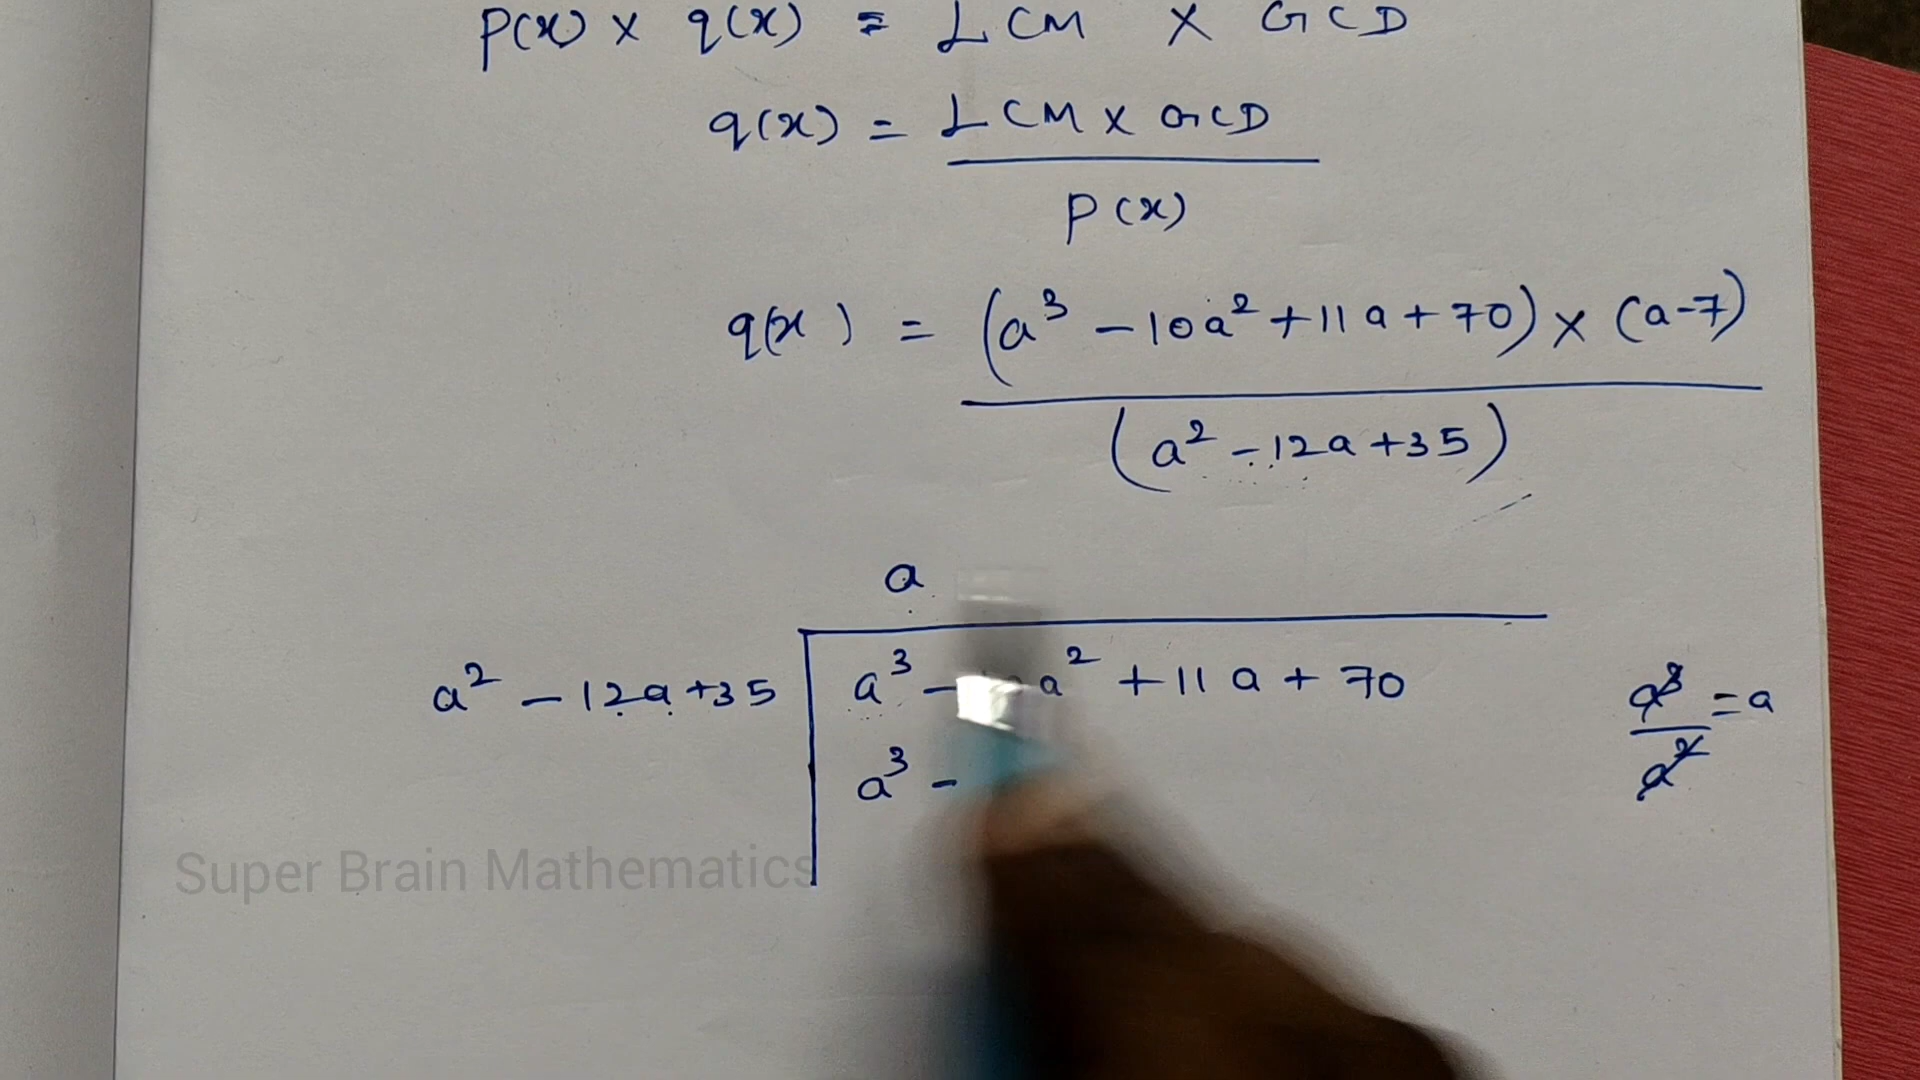 p(x) × q(x) = LCM × GCD
q(x) = LCM × GCD
p(x)
q(x) = (a³ - 10a² + 11a + 70) × (a-7)
(a² - 12a + 35)
a
a² - 12a + 35 a³ - a² + 11a + 70
a³ -
a³ = a
a²
Super Brain Mathematics